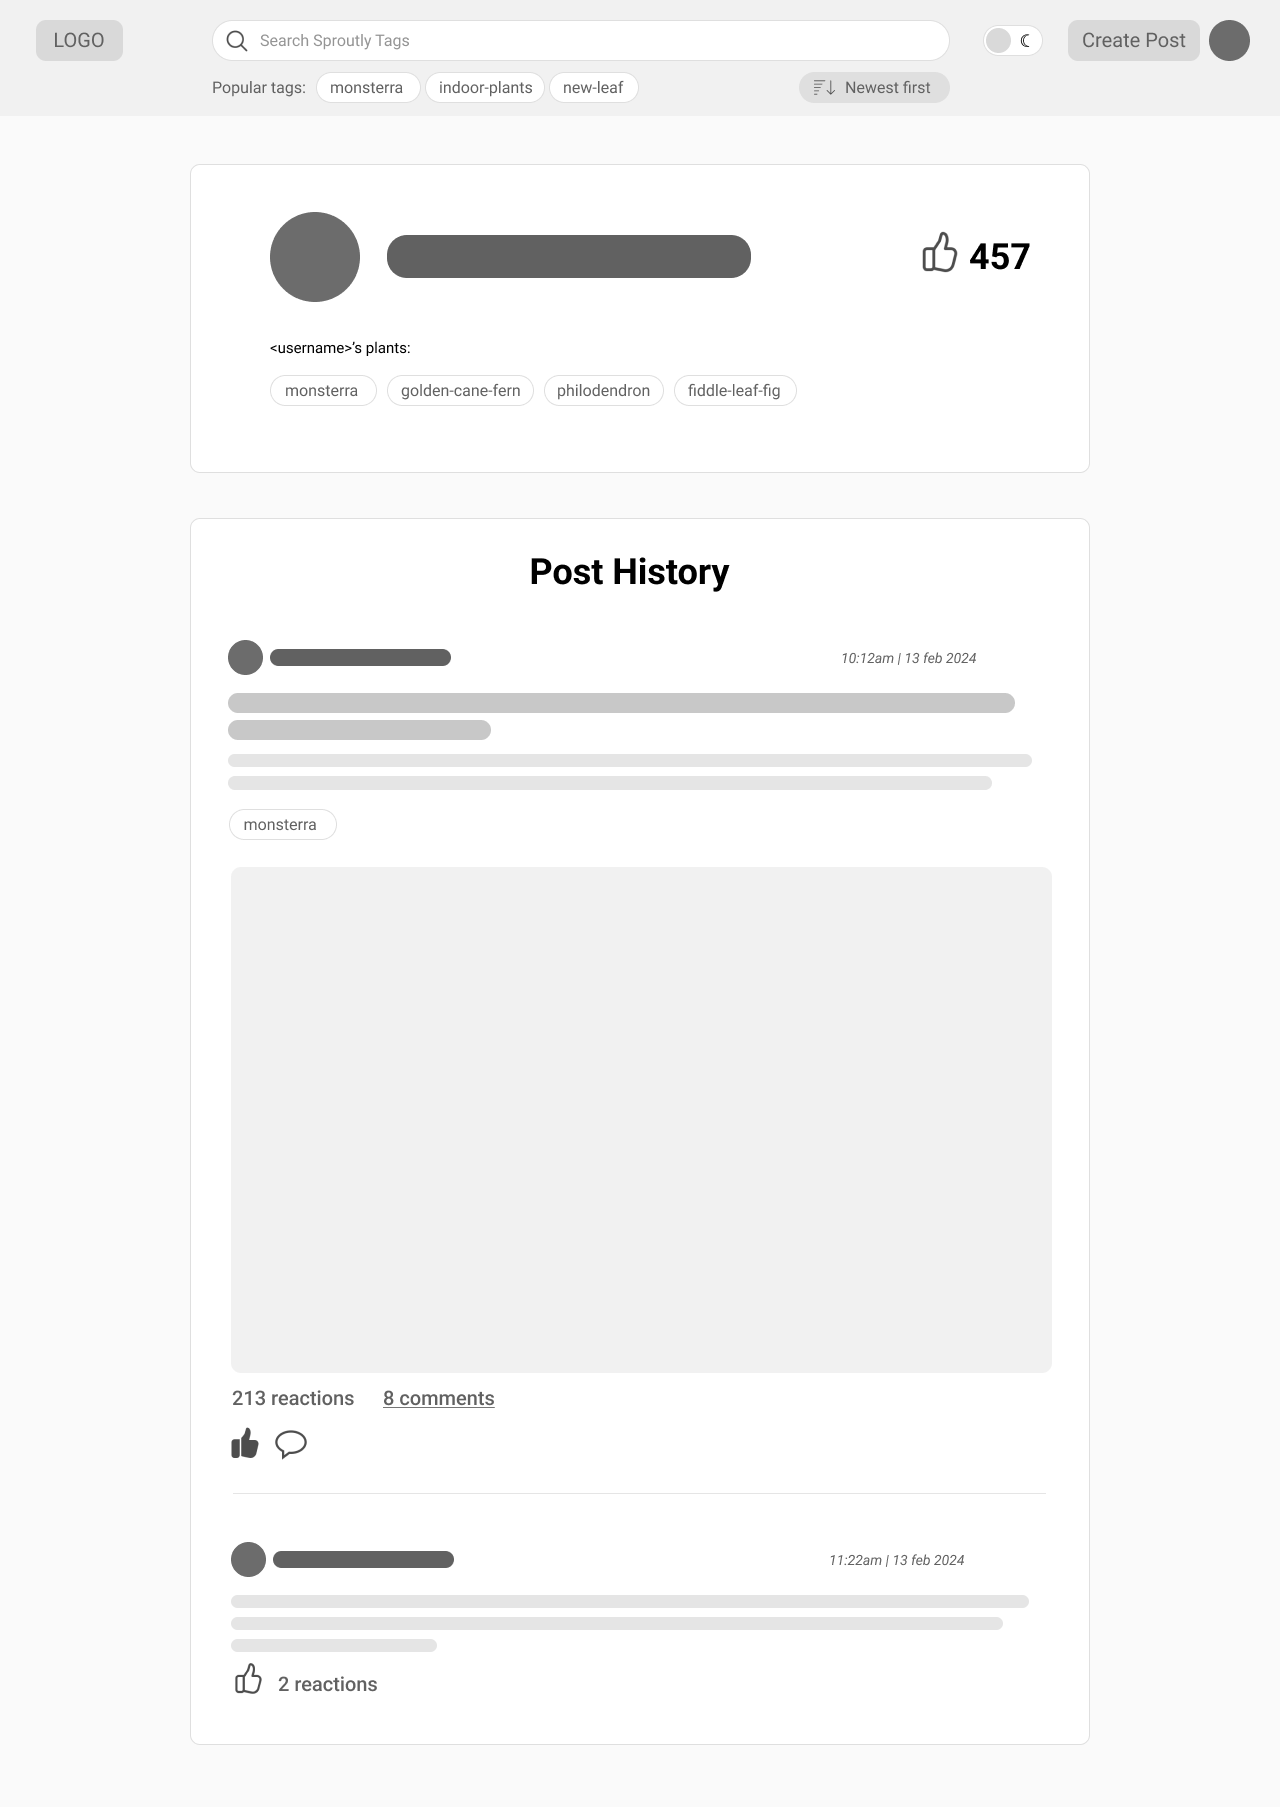 LOGO
Search Sproutly Tags
☾
Create Post
Popular tags: monsterra indoor-plants new-leaf
Newest first
457
<username>'s plants:
monsterra golden-cane-fern philodendron fiddle-leaf-fig
Post History
10:12am | 13 feb 2024
monsterra
213 reactions 8 comments
11:22am | 13 feb 2024
2 reactions